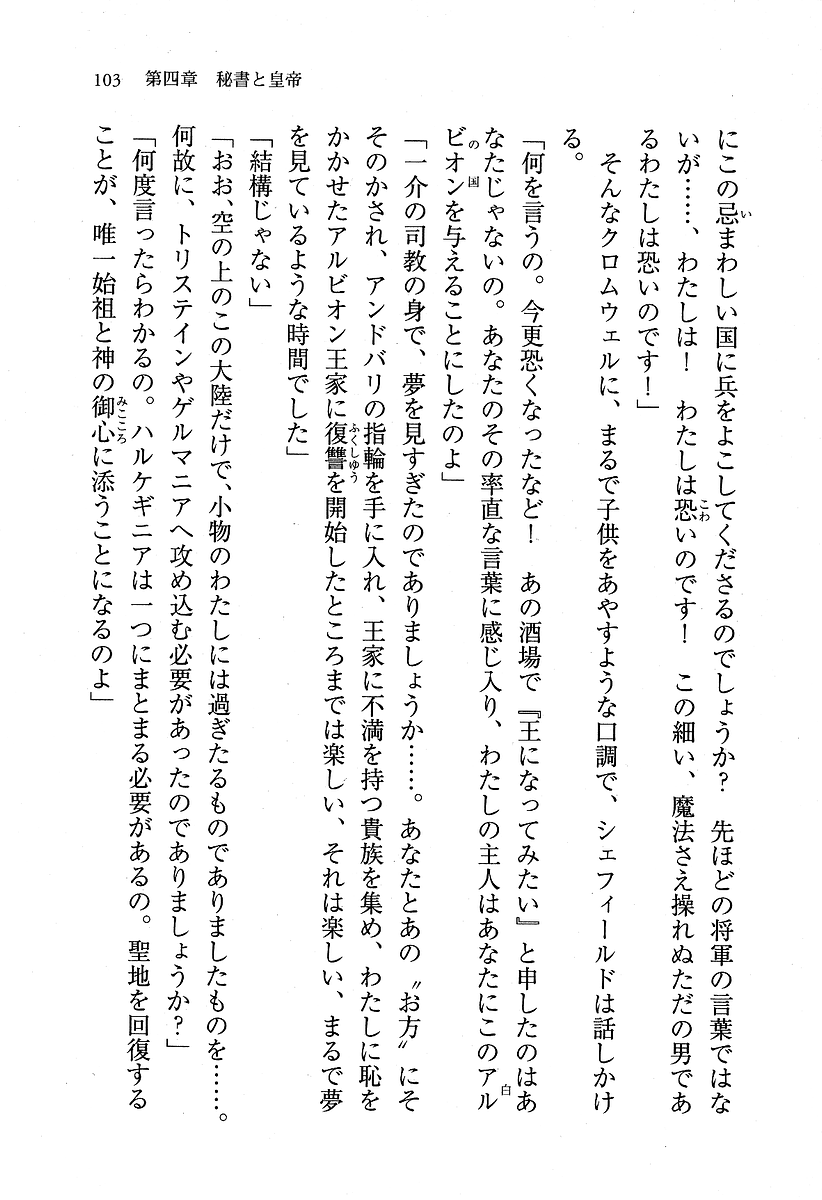 103　第四章　秘書と皇帝
にこの忌まわしい国に兵をよこしてくださるのでしょうか？　先ほどの将軍の言葉ではな
いが……、わたしは！　わたしは恐いのです！　この細い、魔法さえ操れぬただの男であ
るわたしは恐いのです！」
　そんなクロムウェルに、まるで子供をあやすような口調で、シェフィールドは話しかけ
る。
「何を言うの。今更恐くなったなど！　あの酒場で『王になってみたい』と申したのはあ
なたじゃないの。あなたのその率直な言葉に感じ入り、わたしの主人はあなたにこのアル
ビオンを与えることにしたのよ」
「一介の司教の身で、夢を見すぎたのでありましょうか……。あなたとあの〝お方〟にそ
そのかされ、アンドバリの指輪を手に入れ、王家に不満を持つ貴族を集め、わたしに恥を
かかせたアルビオン王家に復讐を開始したところまでは楽しい、それは楽しい、まるで夢
を見ているような時間でした」
「結構じゃない」
「おお、空の上のこの大陸だけで、小物のわたしには過ぎたるものでありましたものを……。
何故に、トリステインやゲルマニアへ攻め込む必要があったのでありましょうか？」
「何度言ったらわかるの。ハルケギニアは一つにまとまる必要があるの。聖地を回復する
ことが、唯一始祖と神の御心に添うことになるのよ」